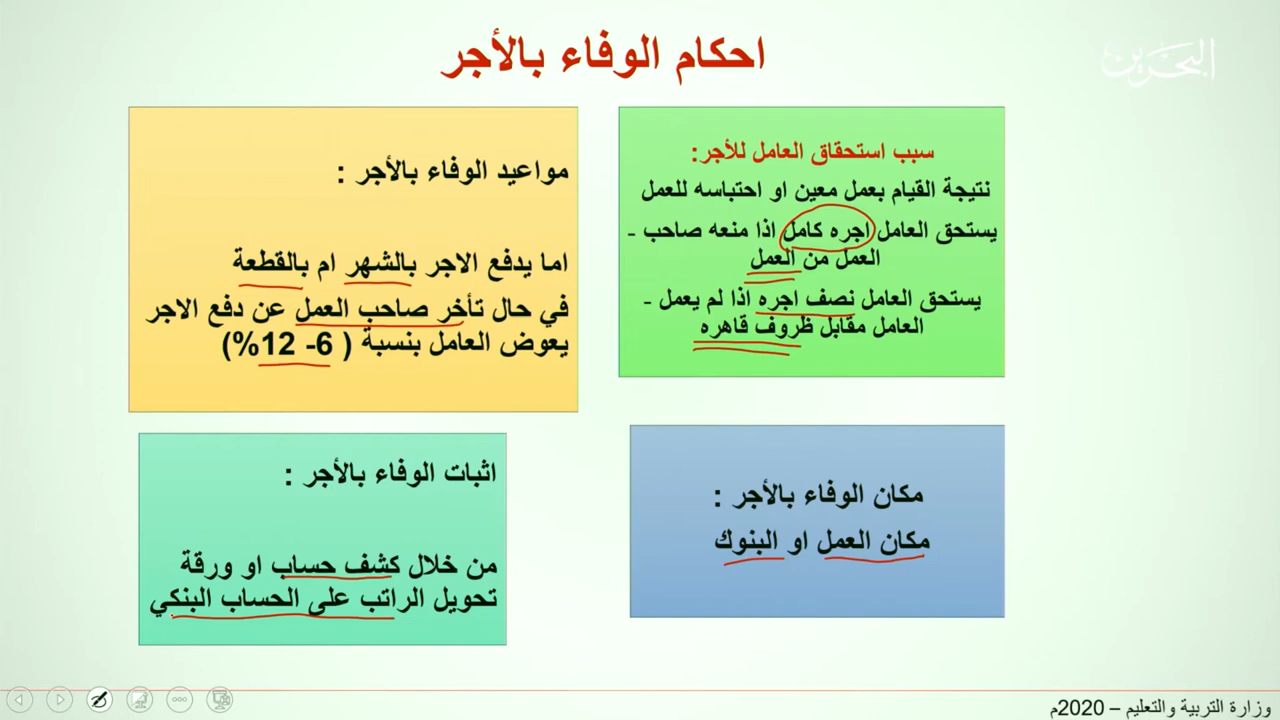 البحرين
احكام الوفاء بالأجر
سبب استحقاق العامل للأجر:
نتيجة القيام بعمل معين او احتباسه للعمل
يستحق العامل اجره كامل اذا منعه صاحب -
العمل من العمل
يستحق العامل نصف اجره اذا لم يعمل -
العامل مقابل ظروف قاهره
مواعيد الوفاء بالأجر :
اما يدفع الاجر بالشهر ام بالقطعة
في حال تأخر صاحب العمل عن دفع الاجر
يعوض العامل بنسبة ( 6- 12%)
مكان الوفاء بالأجر :
مكان العمل او البنوك
اثبات الوفاء بالأجر :
من خلال كشف حساب او ورقة
تحويل الراتب على الحساب البنكي
وزارة التربية والتعليم – 2020م